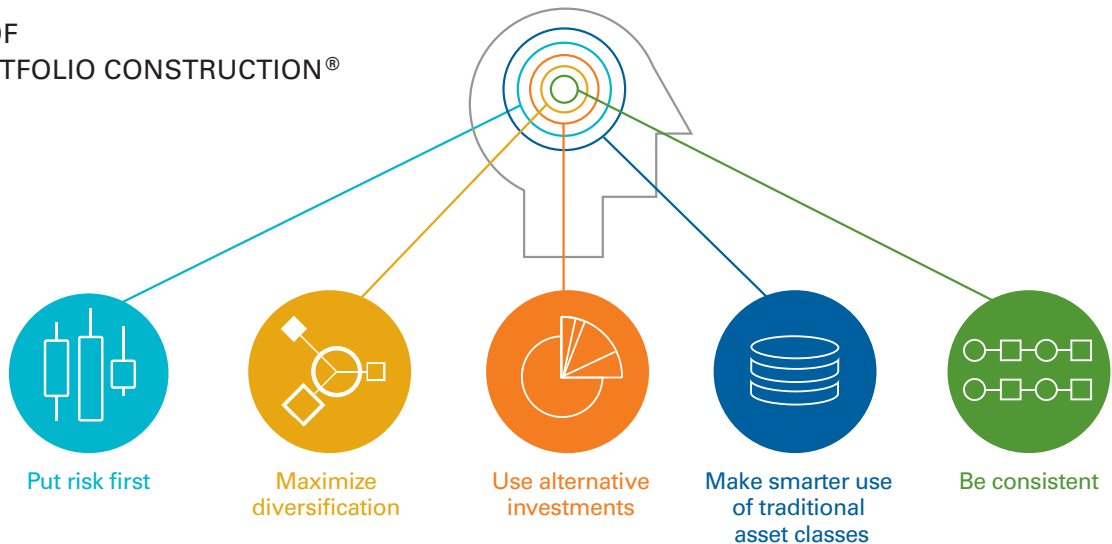 OF
TFOLIO CONSTRUCTION®
Put risk first
Maximize
diversification
Use alternative
investments
Make smarter use
of traditional
asset classes
Be consistent